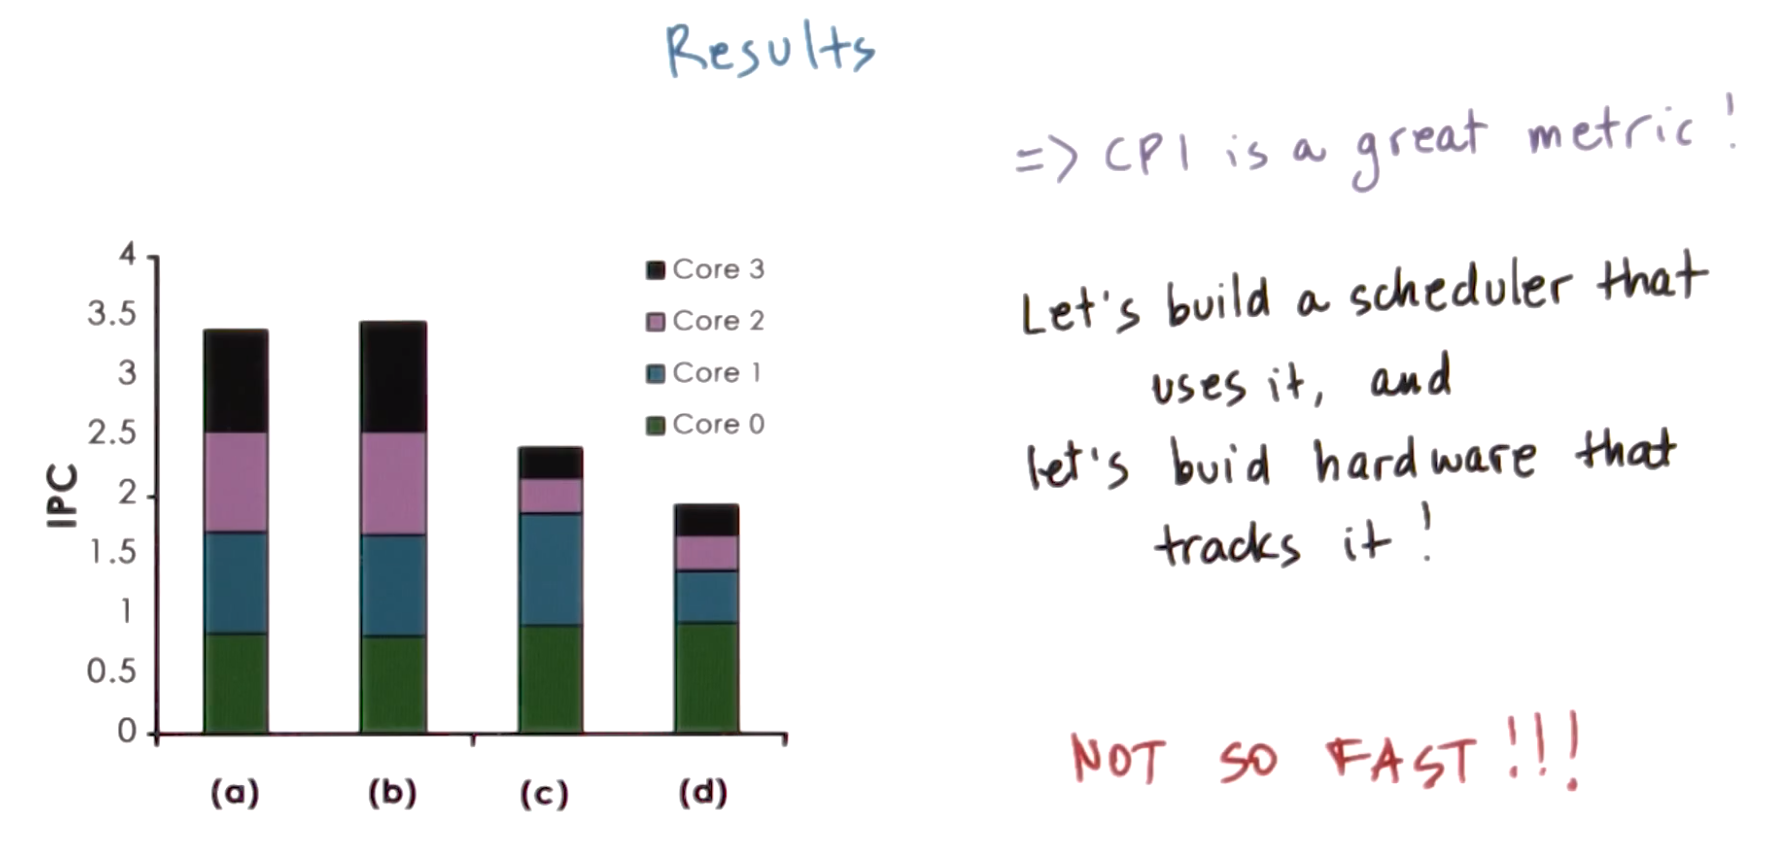 Results
=> CPI is a great metric!
Let's build a scheduler that
uses it, and
let's buid hardware that
tracks it!
NOT SO FAST!!!
IPC
4
3.5
3
2.5
2
1.5
1
0.5
0
Core 3
Core 2
Core 1
Core 0
(a) (b) (c) (d)